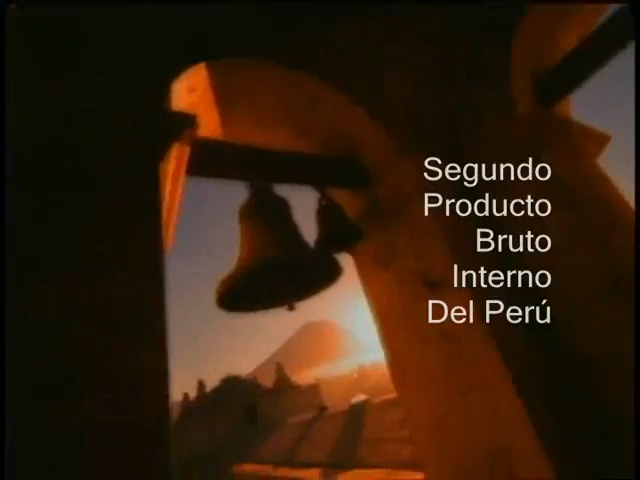 Segundo
Producto
Bruto
Interno
Del Perú